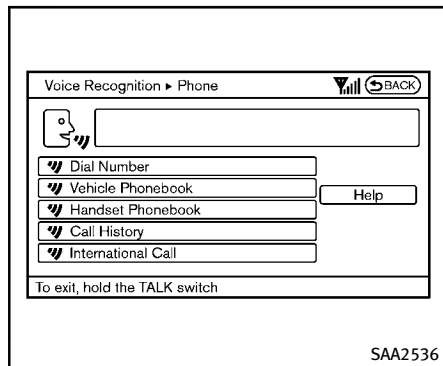 Voice Recognition ▸ Phone BACK
Dial Number
Vehicle Phonebook
Help
Handset Phonebook
Call History
International Call
To exit, hold the TALK switch
SAA2536